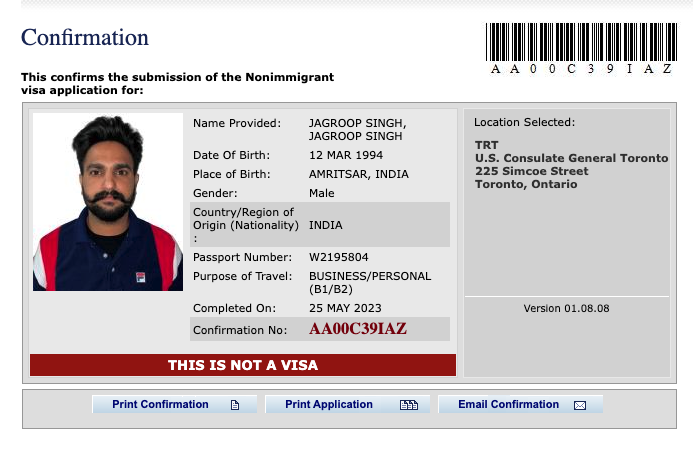 Confirmation
A A 0 0 C 3 9 I A Z
This confirms the submission of the Nonimmigrant
visa application for:
Name Provided: JAGROOP SINGH,
JAGROOP SINGH
Date Of Birth: 12 MAR 1994
Place of Birth: AMRITSAR, INDIA
Gender: Male
Country/Region of
Origin (Nationality) INDIA
:
Passport Number: W2195804
Purpose of Travel: BUSINESS/PERSONAL
(B1/B2)
Completed On: 25 MAY 2023
Confirmation No: AA00C39IAZ
THIS IS NOT A VISA
Location Selected:
TRT
U.S. Consulate General Toronto
225 Simcoe Street
Toronto, Ontario
Version 01.08.08
Print Confirmation
Print Application
Email Confirmation